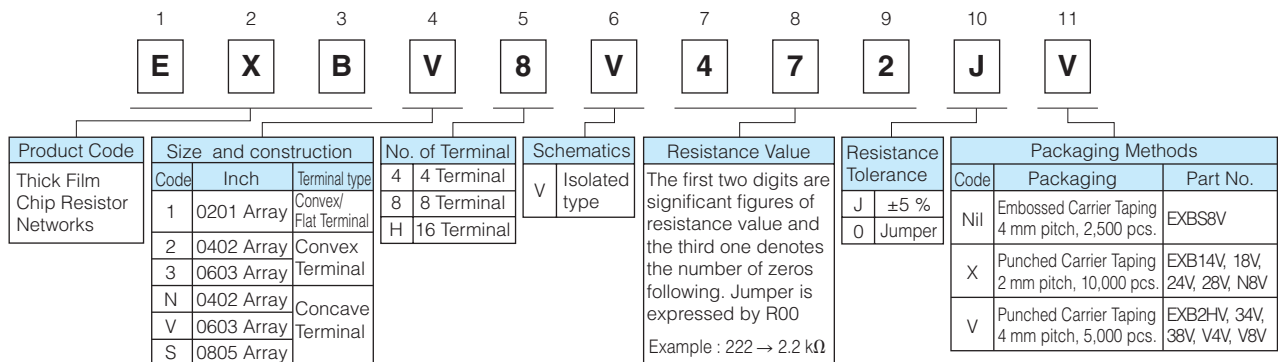 1 2 3 4 5 6 7 8 9 10 11
E X B V 8 V 4 7 2 J V
Product Code
Thick Film
Chip Resistor
Networks
Size and construction
Code Inch Terminal type
1 0201 Array Convex/
Flat Terminal
2 0402 Array Convex
3 0603 Array Terminal
N 0402 Array Concave
V 0603 Array Terminal
S 0805 Array
No. of Terminal
4 4 Terminal
8 8 Terminal
H 16 Terminal
Schematics
V Isolated
type
Resistance Value
The first two digits are
significant figures of
resistance value and
the third one denotes
the number of zeros
following. Jumper is
expressed by R00
Example : 222 → 2.2 kΩ
Resistance
Tolerance
J ±5 %
0 Jumper
Packaging Methods
Code Packaging Part No.
Nil Embossed Carrier Taping EXBS8V
4 mm pitch, 2,500 pcs.
X Punched Carrier Taping EXB14V, 18V,
2 mm pitch, 10,000 pcs. 24V, 28V, N8V
V Punched Carrier Taping EXB2HV, 34V,
4 mm pitch, 5,000 pcs. 38V, V4V, V8V